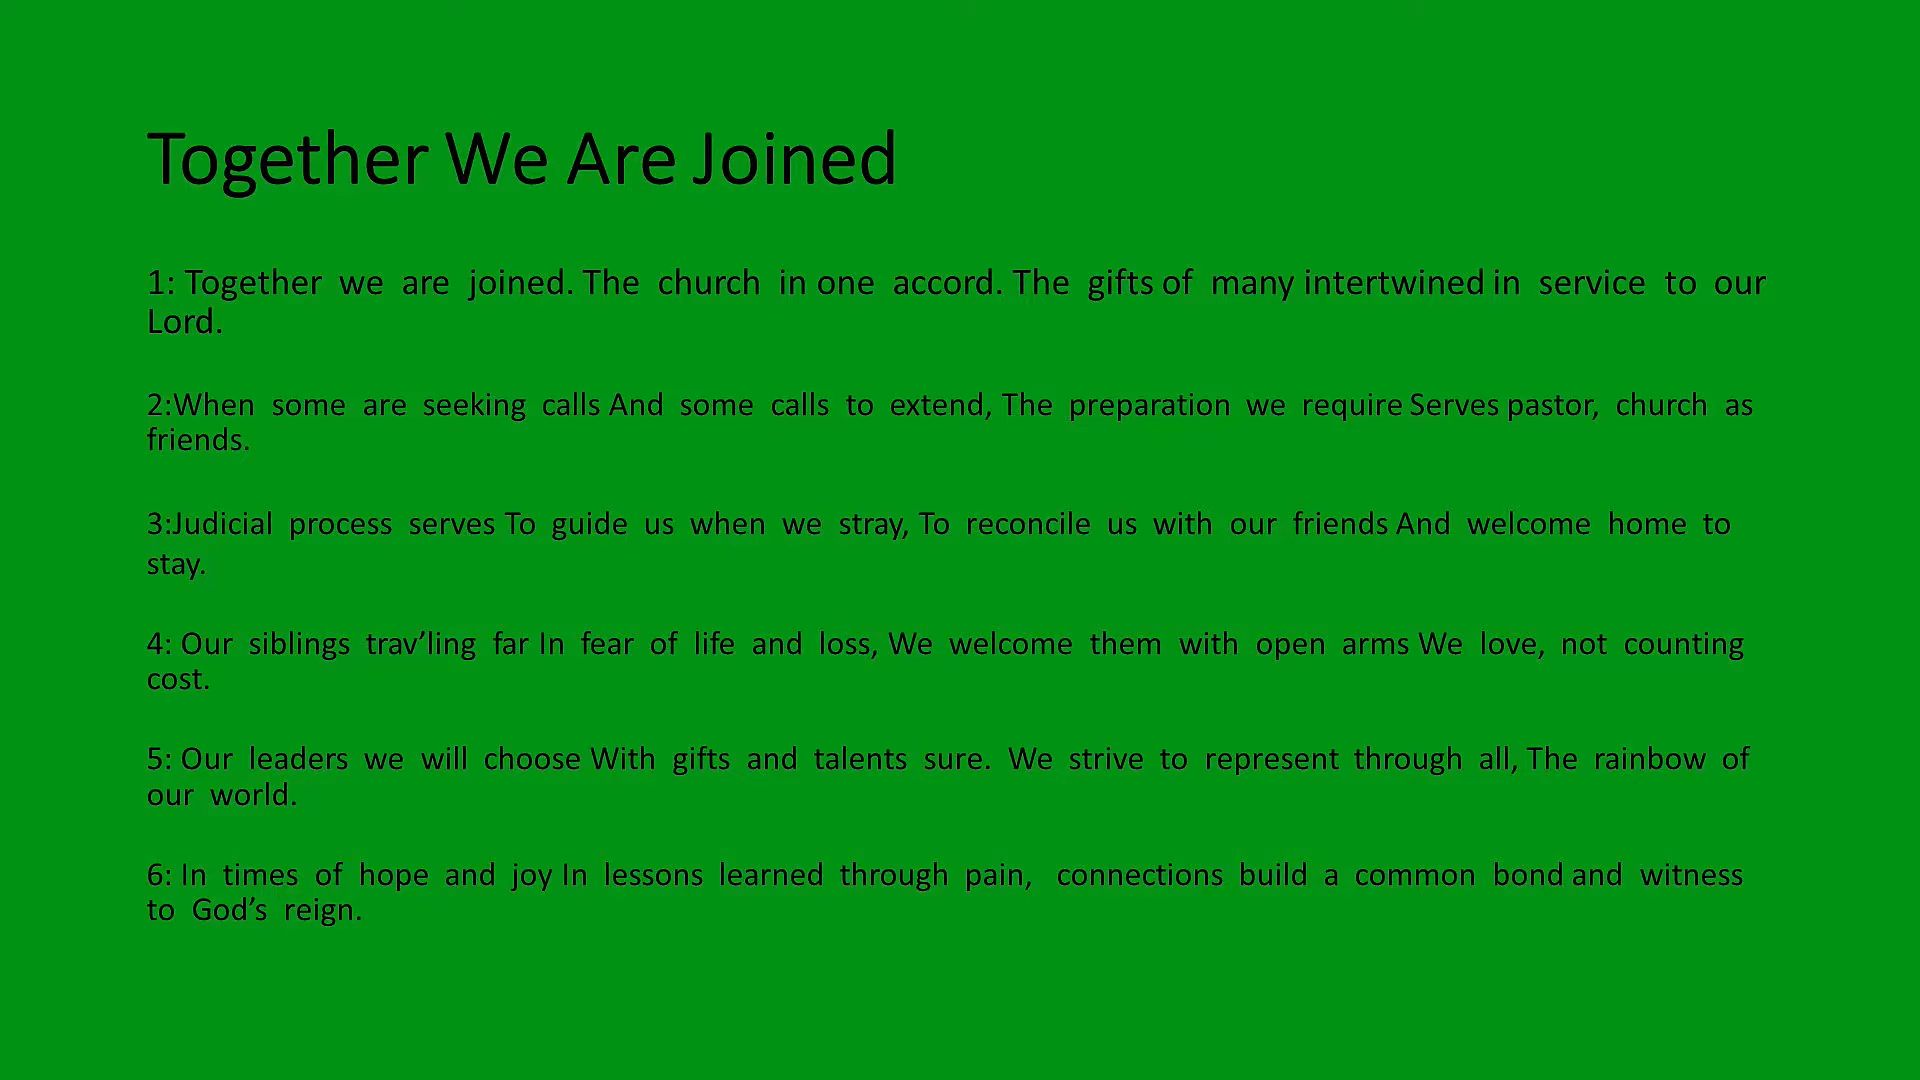 Together We Are Joined
1: Together we are joined. The church in one accord. The gifts of many intertwined in service to our
Lord.
2:When some are seeking calls And some calls to extend, The preparation we require Serves pastor, church as
friends.
3:Judicial process serves To guide us when we stray, To reconcile us with our friends And welcome home to
stay.
4: Our siblings trav’ling far In fear of life and loss, We welcome them with open arms We love, not counting
cost.
5: Our leaders we will choose With gifts and talents sure. We strive to represent through all, The rainbow of
our world.
6: In times of hope and joy In lessons learned through pain, connections build a common bond and witness
to God’s reign.